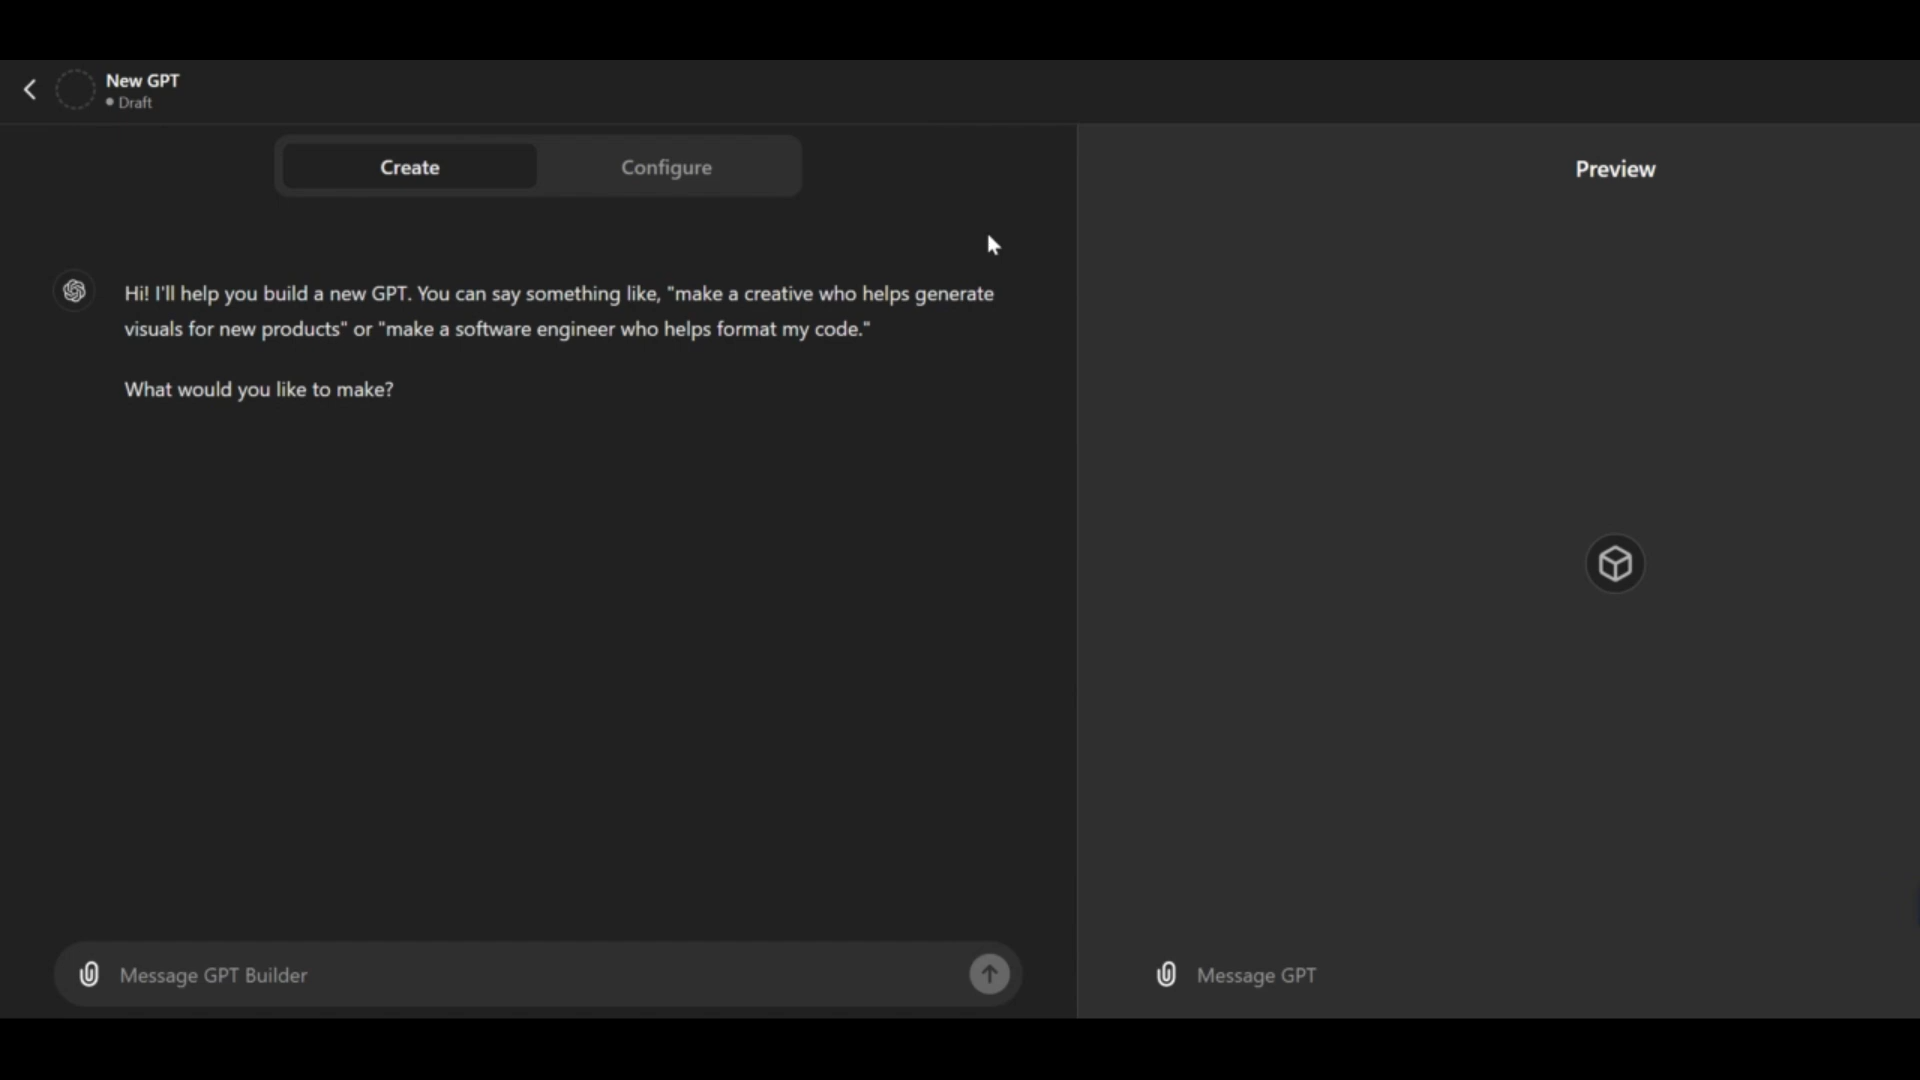 New GPT
Draft
Create
Configure
Preview
Hi! I'll help you build a new GPT. You can say something like, "make a creative who helps generate
visuals for new products" or "make a software engineer who helps format my code."
What would you like to make?
Message GPT Builder
Message GPT